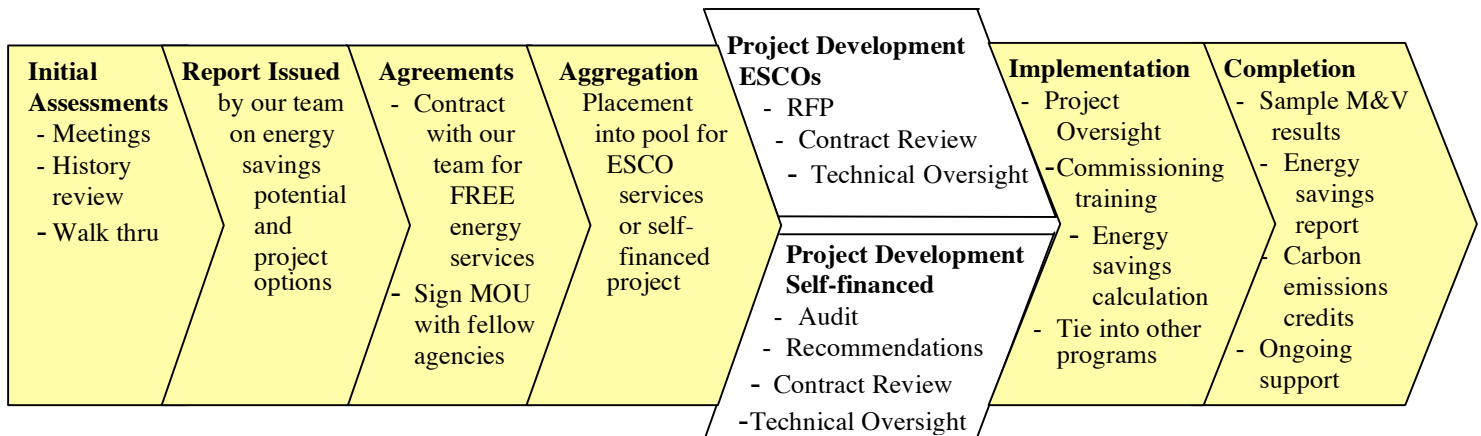 Initial
Assessments
- Meetings
- History
review
- Walk thru
Report Issued
by our team
on energy
savings
potential
and
project
options
Agreements
- Contract
with our
team for
FREE
energy
services
- Sign MOU
with fellow
agencies
Aggregation
Placement
into pool for
ESCO
services
or self-
financed
project
Project Development
ESCOs
- RFP
- Contract Review
- Technical Oversight
Project Development
Self-financed
- Audit
- Recommendations
- Contract Review
-Technical Oversight
Implementation
- Project
Oversight
-Commissioning
training
- Energy
savings
calculation
- Tie into other
programs
Completion
- Sample M&V
results
- Energy
savings
report
- Carbon
emissions
credits
- Ongoing
support